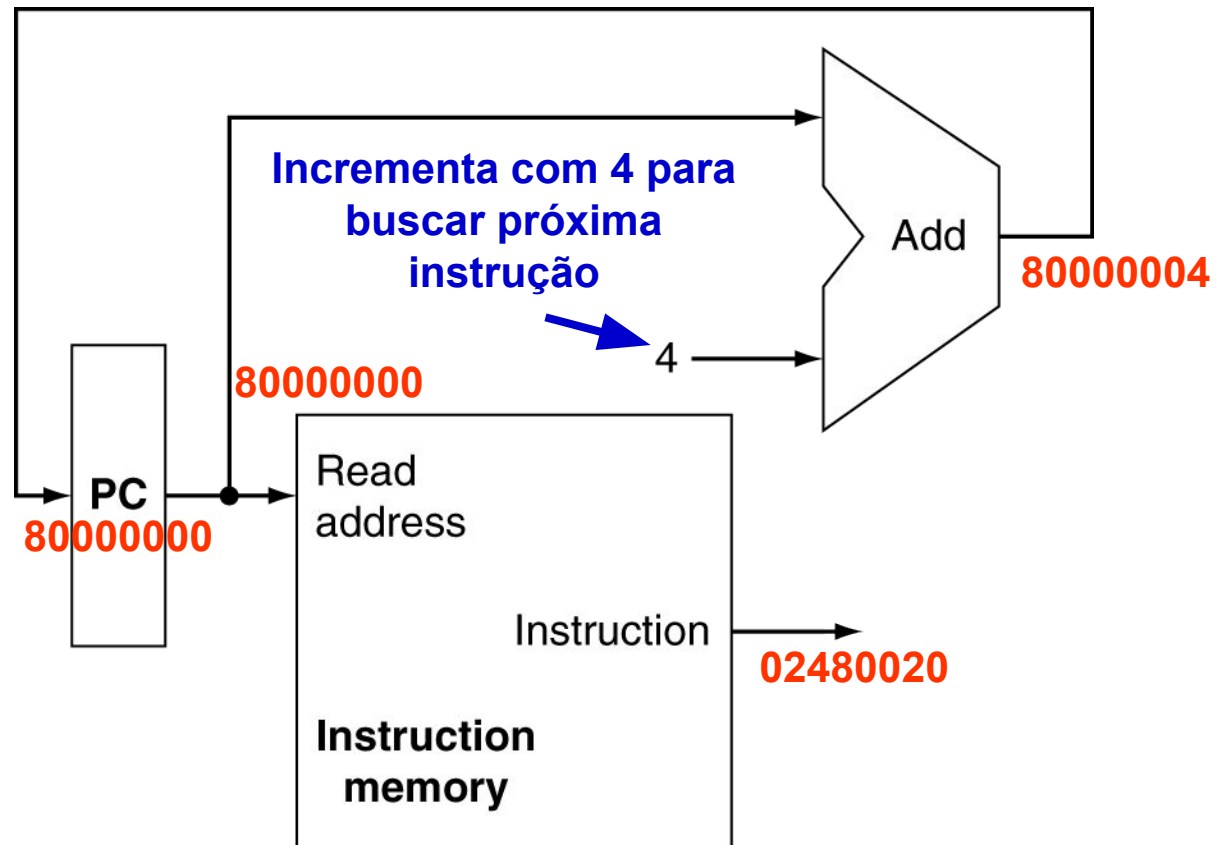 Incrementa com 4 para
buscar próxima
instrução
Add
80000004
4
80000000
PC
80000000
Read
address
Instruction
02480020
Instruction
memory